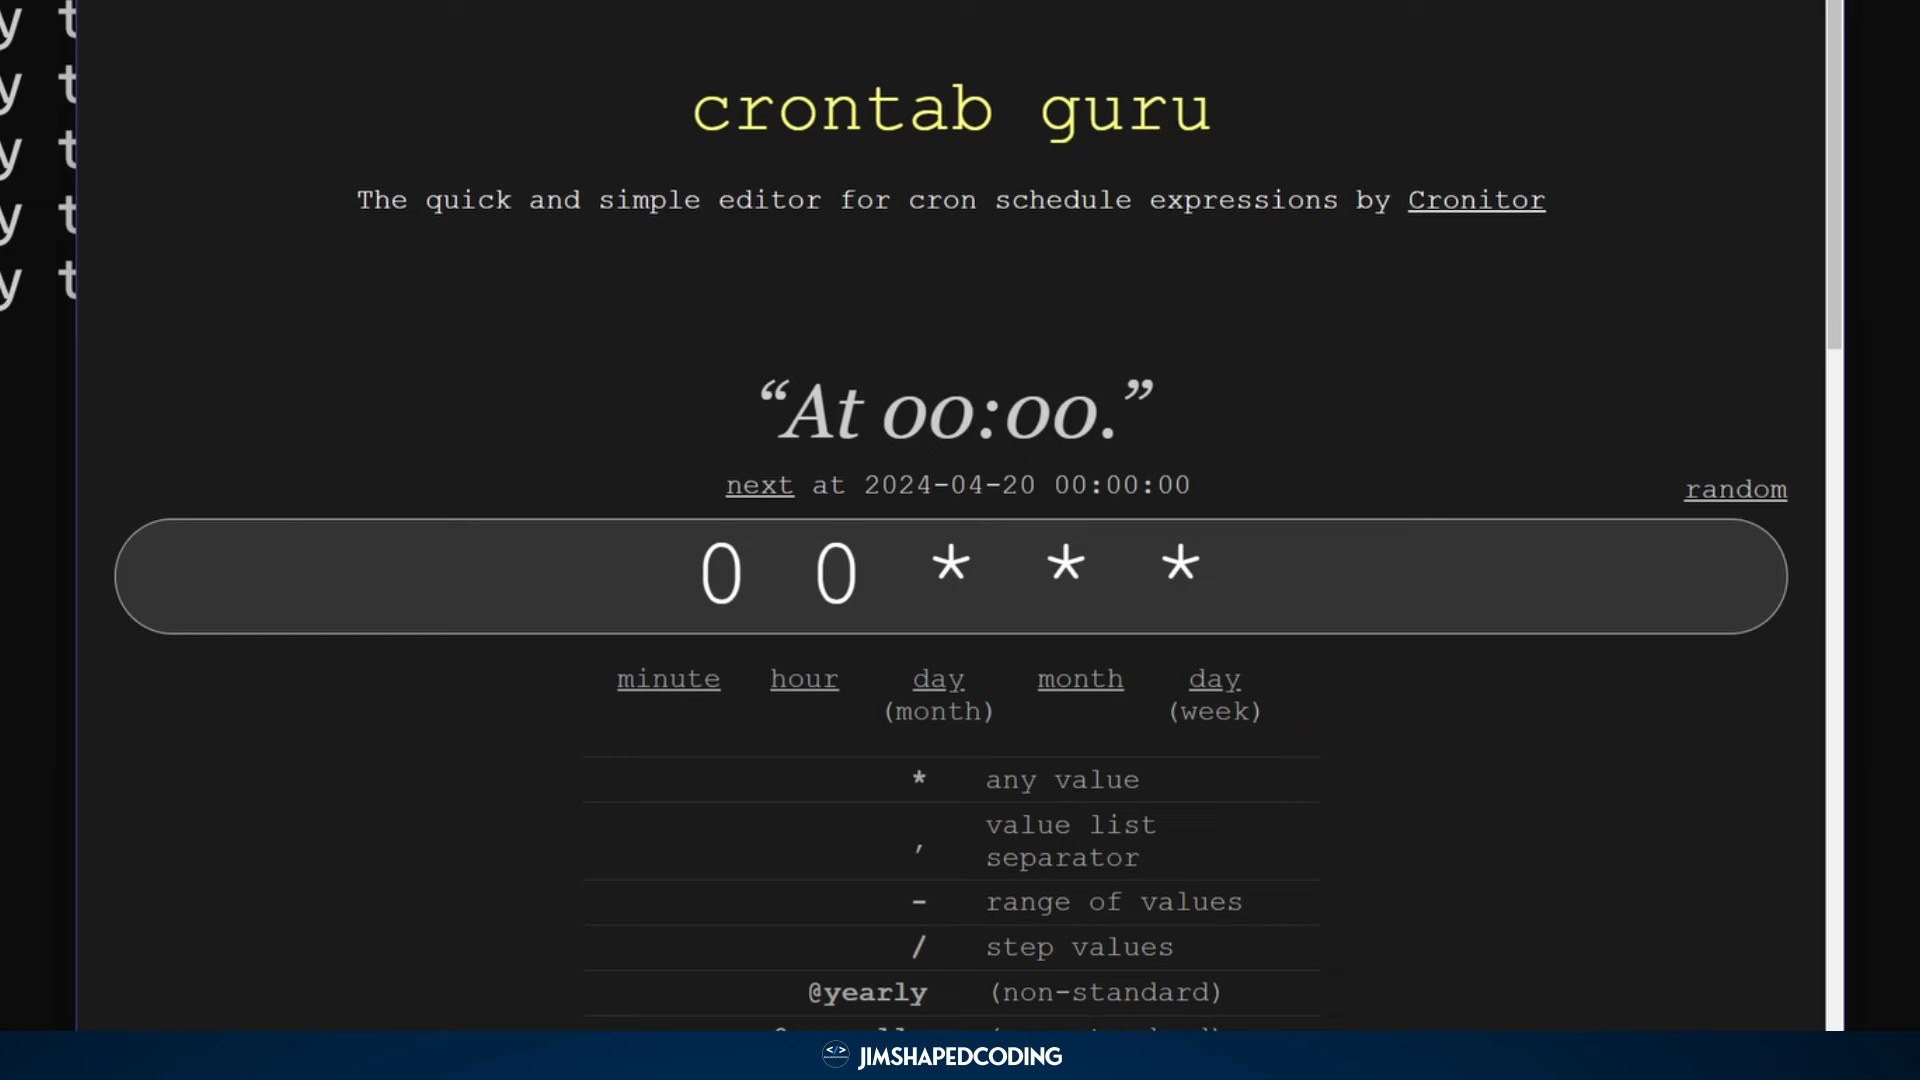 y t
y t
y t
y t
y t
crontab guru
The quick and simple editor for cron schedule expressions by Cronitor
“At 00:00.”
next at 2024-04-20 00:00:00
random
0 0 * * *
minute hour day (month) month day (week)
* any value
, value list separator
- range of values
/ step values
@yearly (non-standard)
JIMSHAPEDCODING